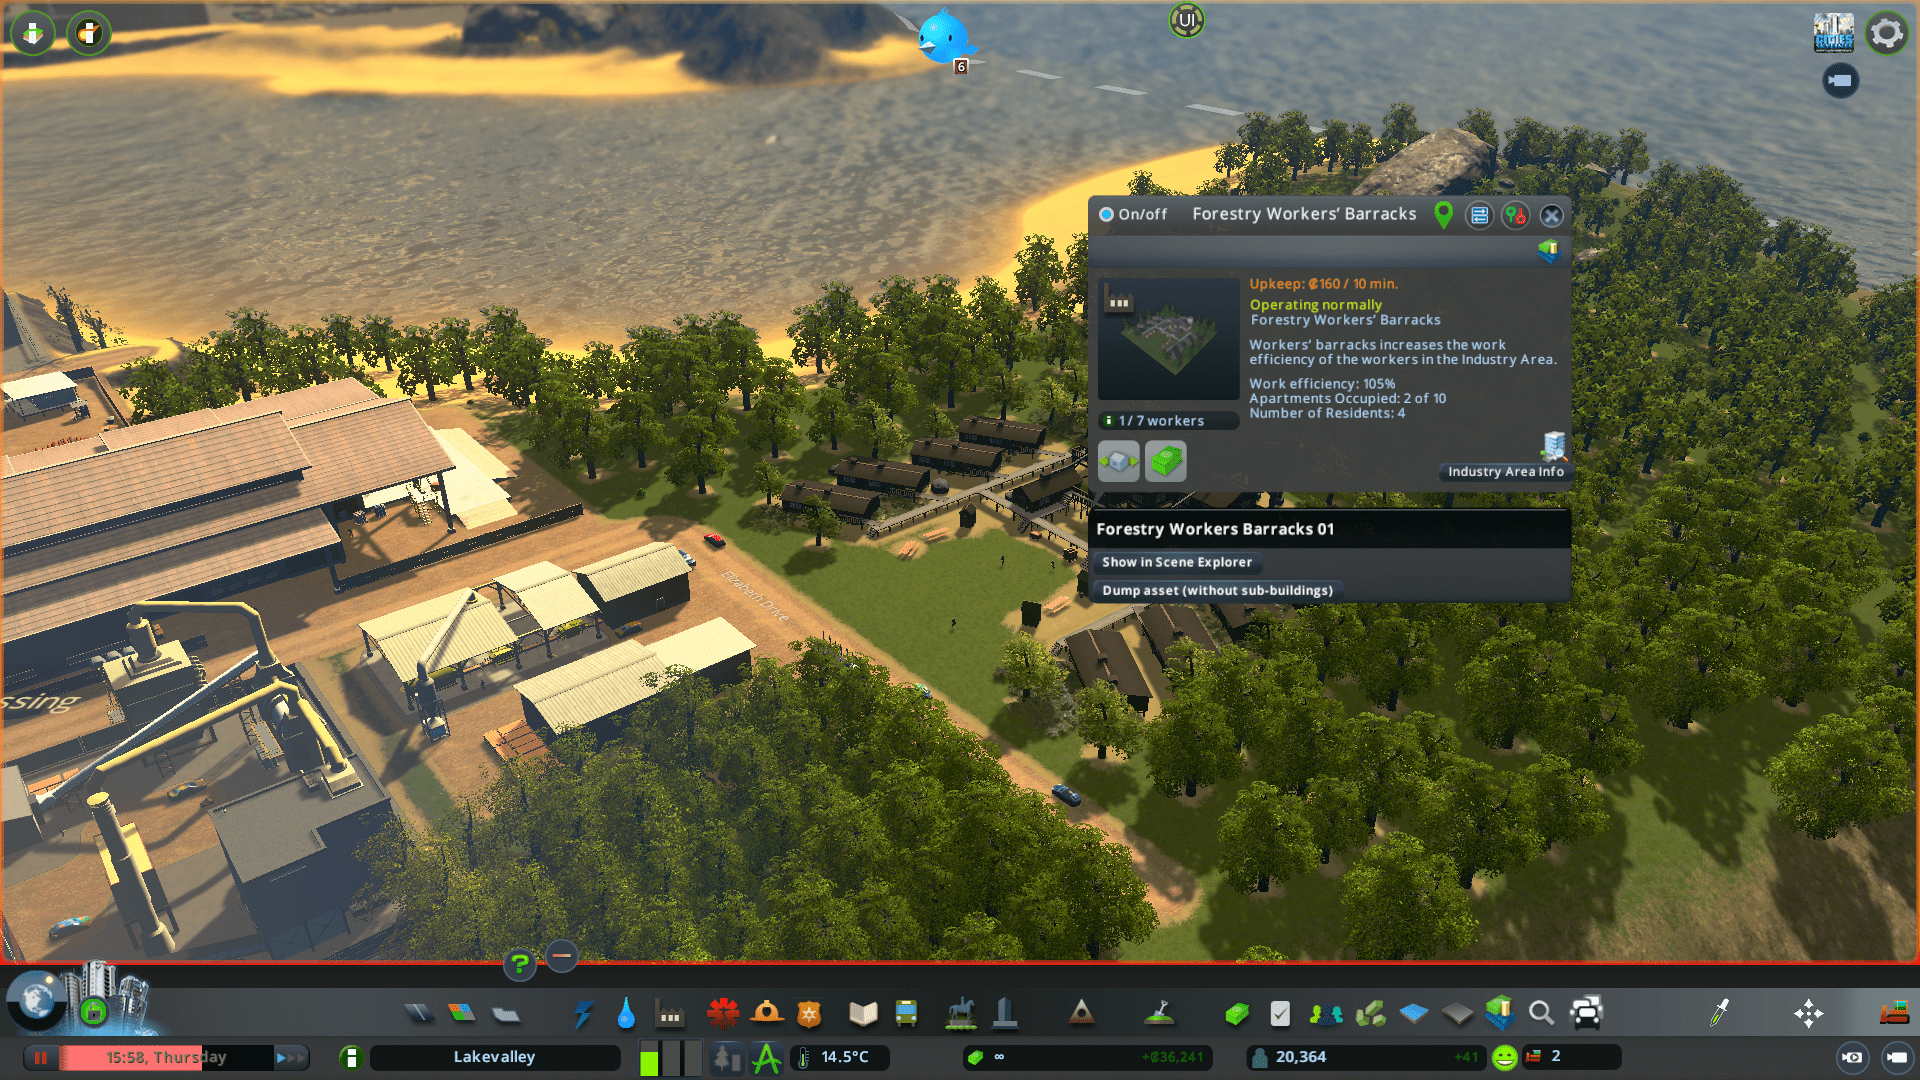 6
UI
CITIES
On/off
Forestry Workers' Barracks
Upkeep: ₡160 / 10 min.
Operating normally
Forestry Workers' Barracks
Workers' barracks increases the work
efficiency of the workers in the Industry Area.
Work efficiency: 105%
Apartments Occupied: 2 of 10
Number of Residents: 4
1 / 7 workers
Industry Area Info
Forestry Workers Barracks 01
Show in Scene Explorer
Dump asset (without sub-buildings)
Elizabeth Drive
ssing
?
15:58, Thursday
Lakevalley
14.5°C
∞
+₡36,241
20,364
+41
2